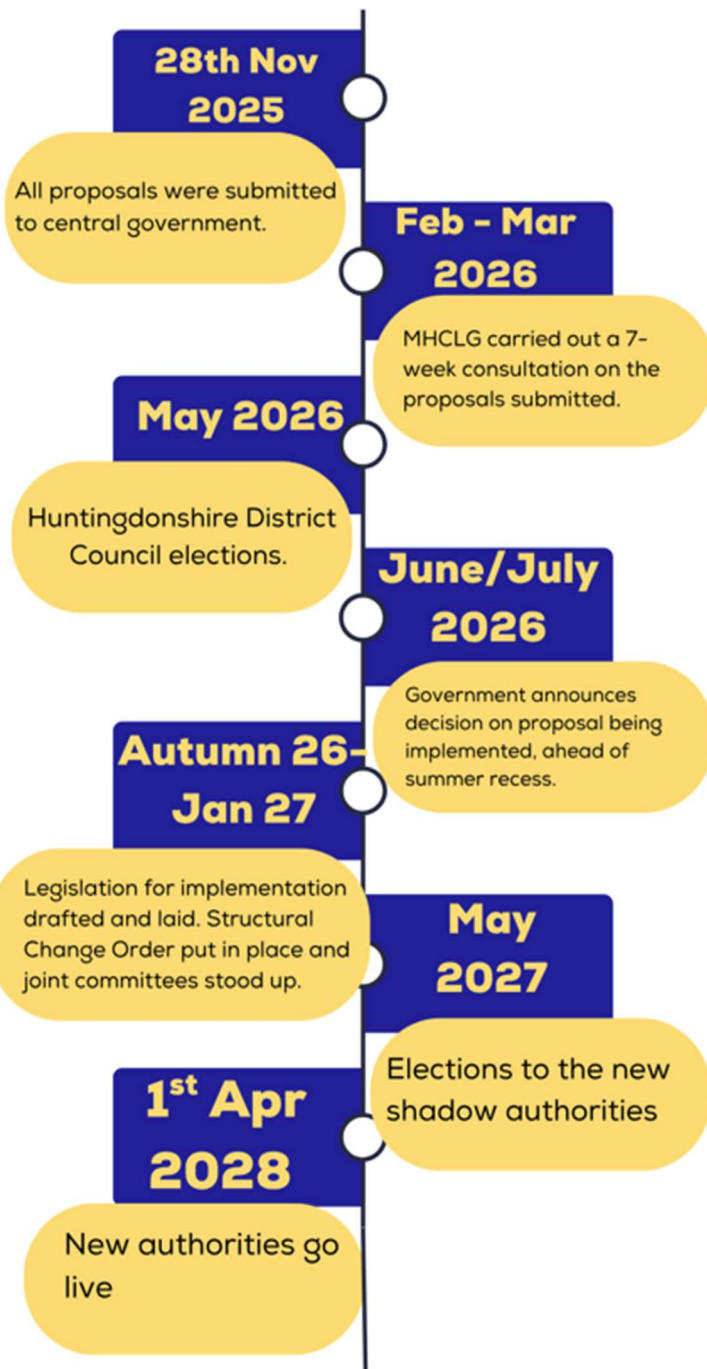 28th Nov
2025
All proposals were submitted
to central government.
Feb - Mar
2026
MHCLG carried out a 7-
week consultation on the
proposals submitted.
May 2026
Huntingdonshire District
Council elections.
June/July
2026
Government announces
decision on proposal being
implemented, ahead of
summer recess.
Autumn 26-
Jan 27
Legislation for implementation
drafted and laid. Structural
Change Order put in place and
joint committees stood up.
May
2027
Elections to the new
shadow authorities
1st Apr
2028
New authorities go
live